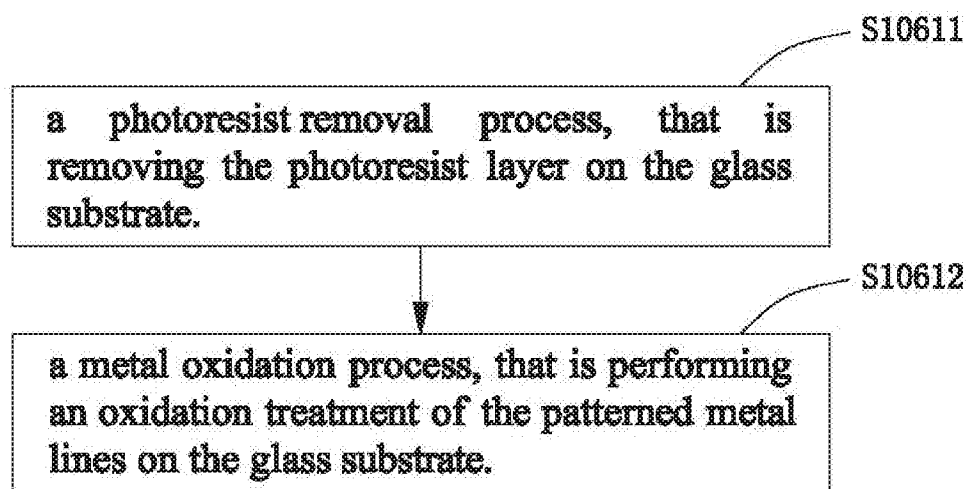 S10611
a photoresist removal process, that is
removing the photoresist layer on the glass
substrate.
S10612
a metal oxidation process, that is performing
an oxidation treatment of the patterned metal
lines on the glass substrate.